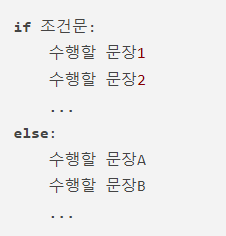 if 조건문:
    수행할 문장1
    수행할 문장2
    ...
else:
    수행할 문장A
    수행할 문장B
    ...